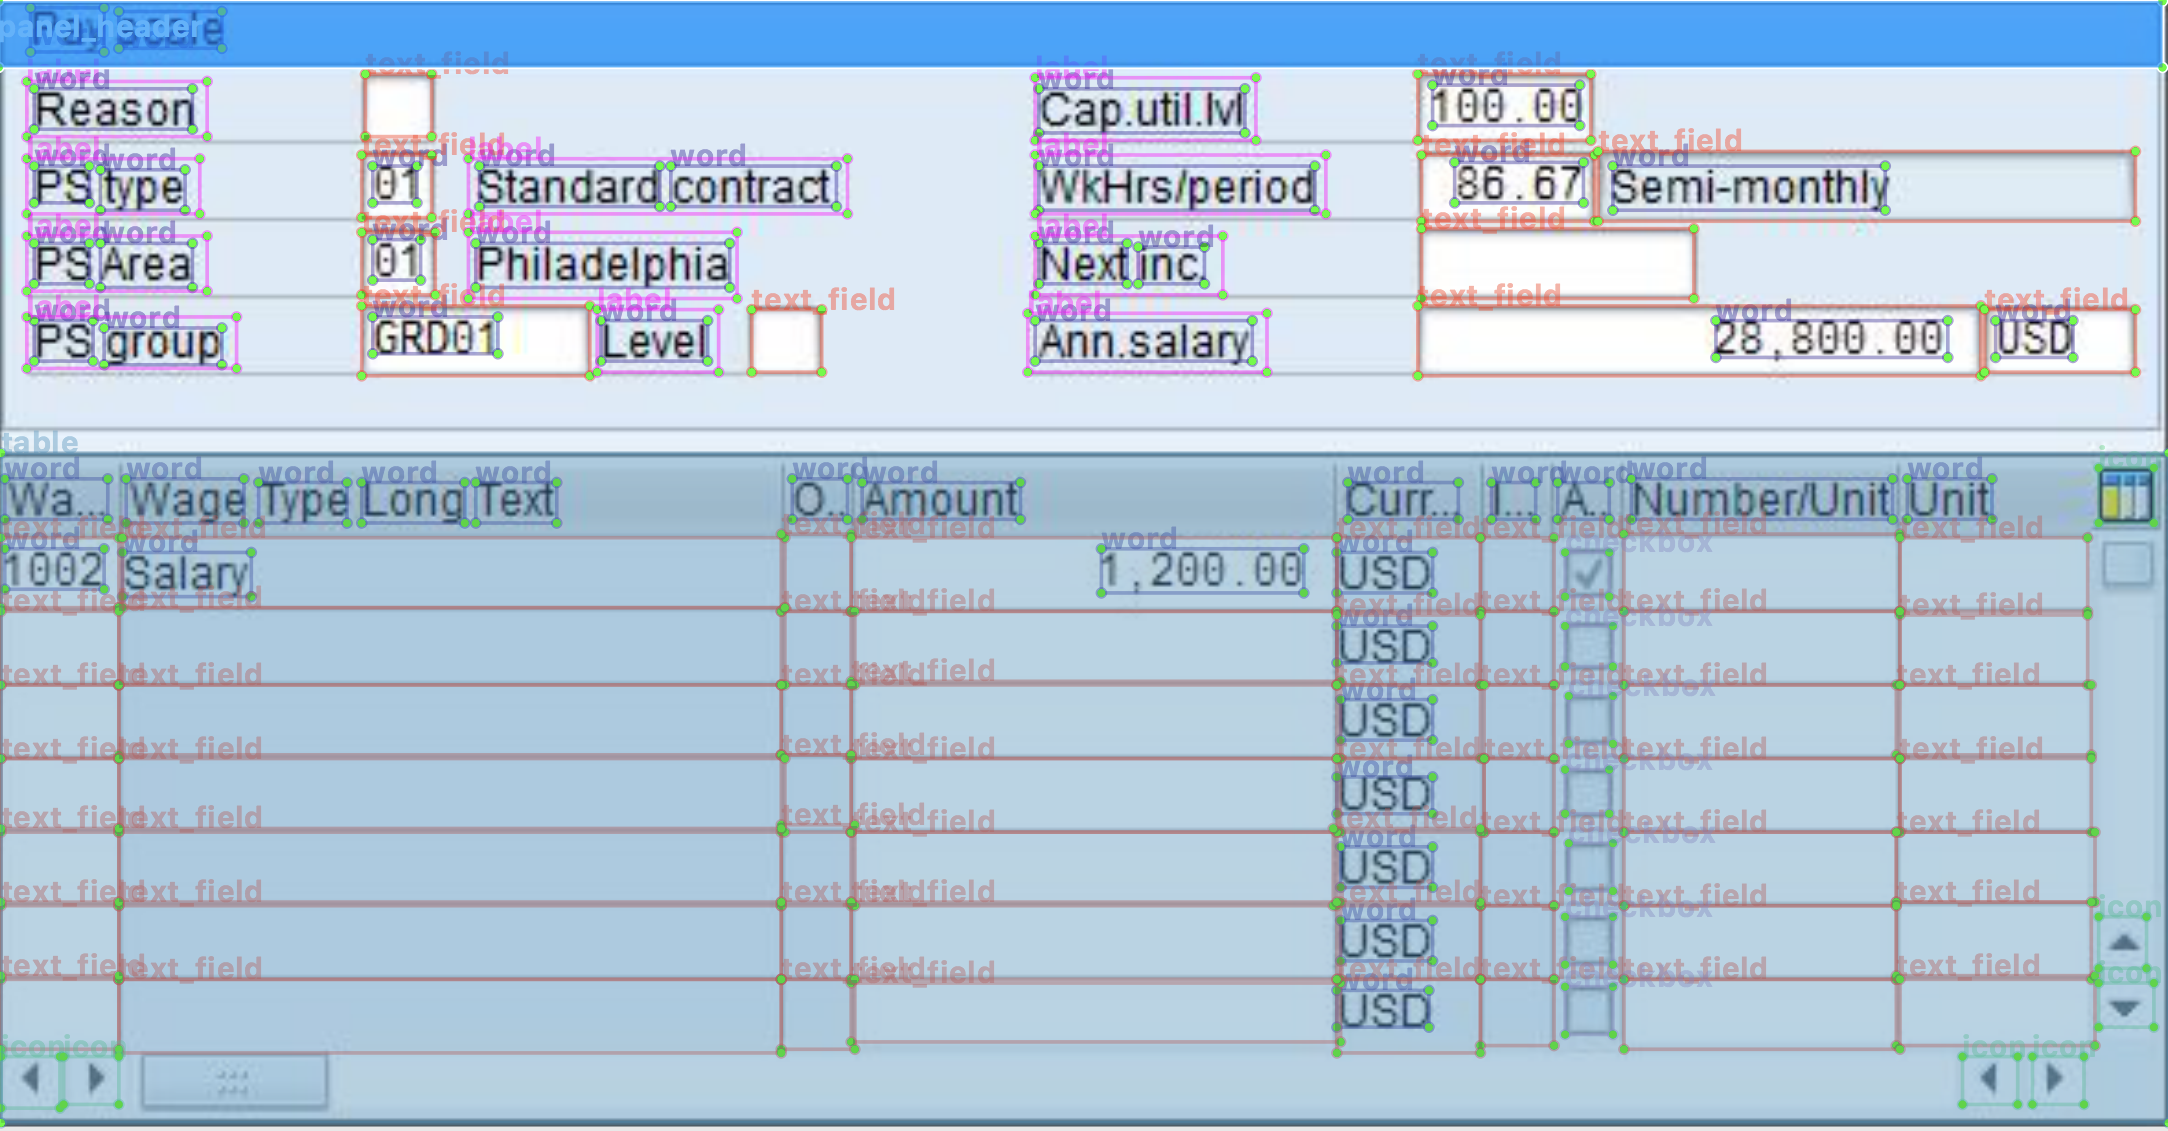 Pay scale
Reason Cap.util.lvl 100.00
PS type 01 Standard contract WkHrs/period 86.67 Semi-monthly
PS Area 01 Philadelphia Next inc.
PS group GRD01 Level Ann.salary 28,800.00 USD
Wa... Wage Type Long Text O.. Amount Curr... I... A.. Number/Unit Unit
1002 Salary 1,200.00 USD
USD
USD
USD
USD
USD
USD